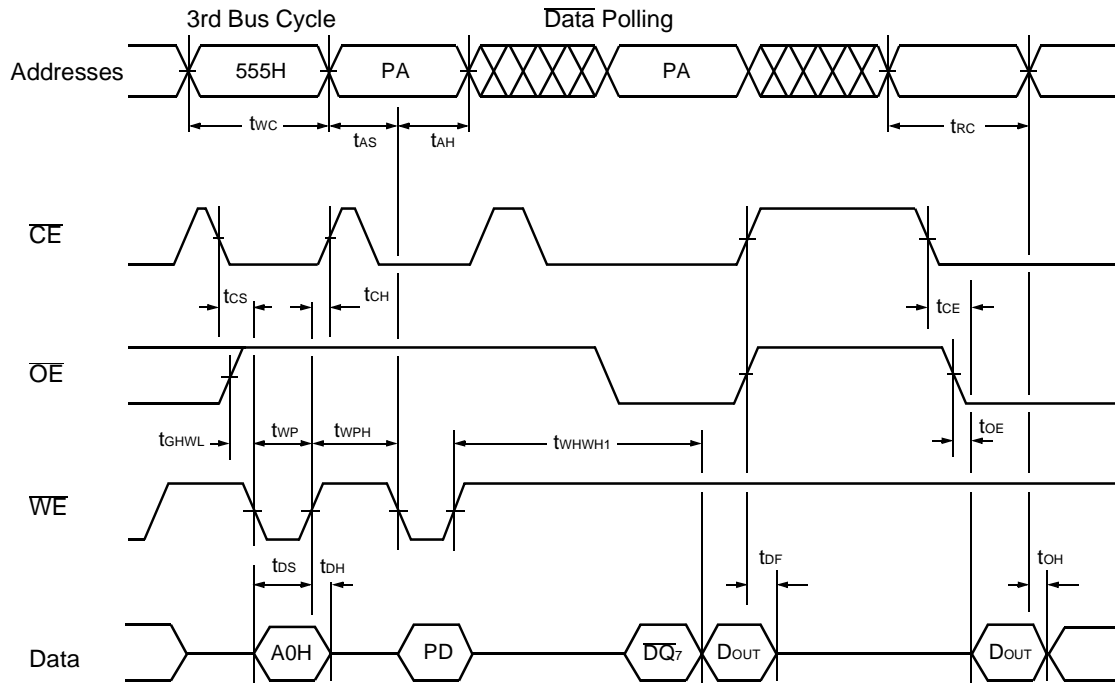 3rd Bus Cycle Data Polling
Addresses 555H PA PA
tWC tAS tAH tRC
CE
tCS tCH tCE
OE
tGHWL tWP tWPH tWHWH1 tOE
WE
tDS tDH tDF tOH
Data A0H PD DQ7 DOUT DOUT